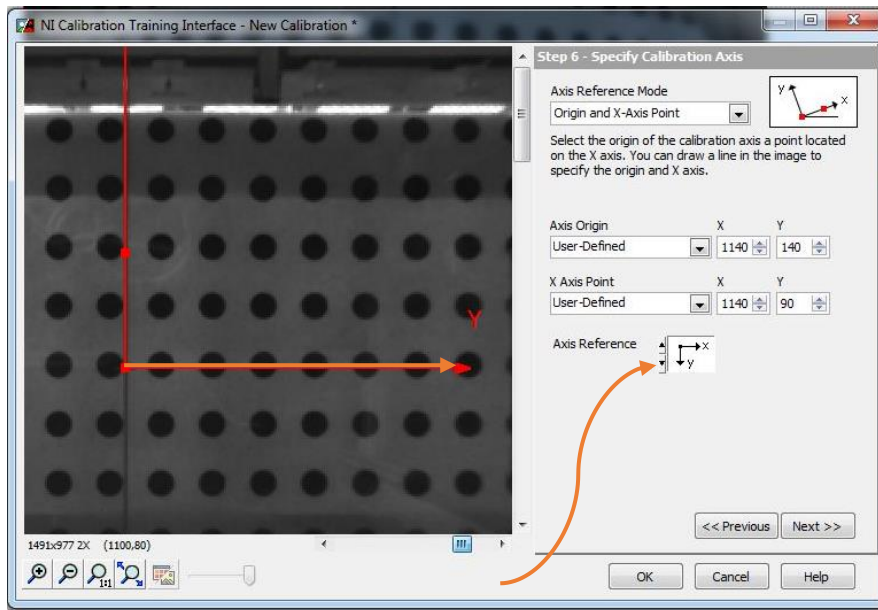 NI Calibration Training Interface - New Calibration *
Step 6 - Specify Calibration Axis
Axis Reference Mode
Origin and X-Axis Point
y x
Select the origin of the calibration axis a point located
on the X axis. You can draw a line in the image to
specify the origin and X axis.
Axis Origin X Y
User-Defined 1140 140
X Axis Point X Y
User-Defined 1140 90
Y
Axis Reference x
y
<< Previous Next >>
1491x977 2X (1100,80)
1:1
OK Cancel Help